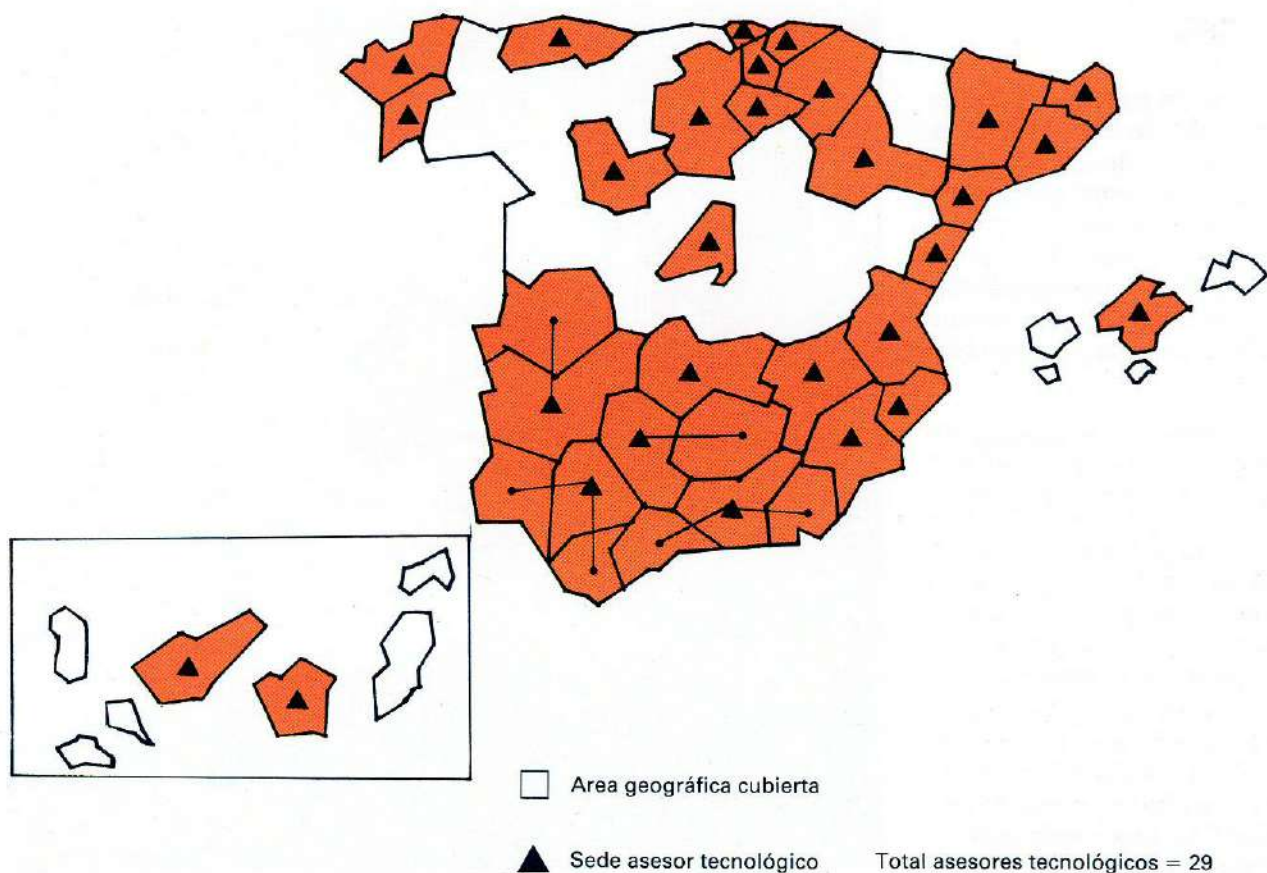 Area geográfica cubierta
Sede asesor tecnológico
Total asesores tecnológicos = 29